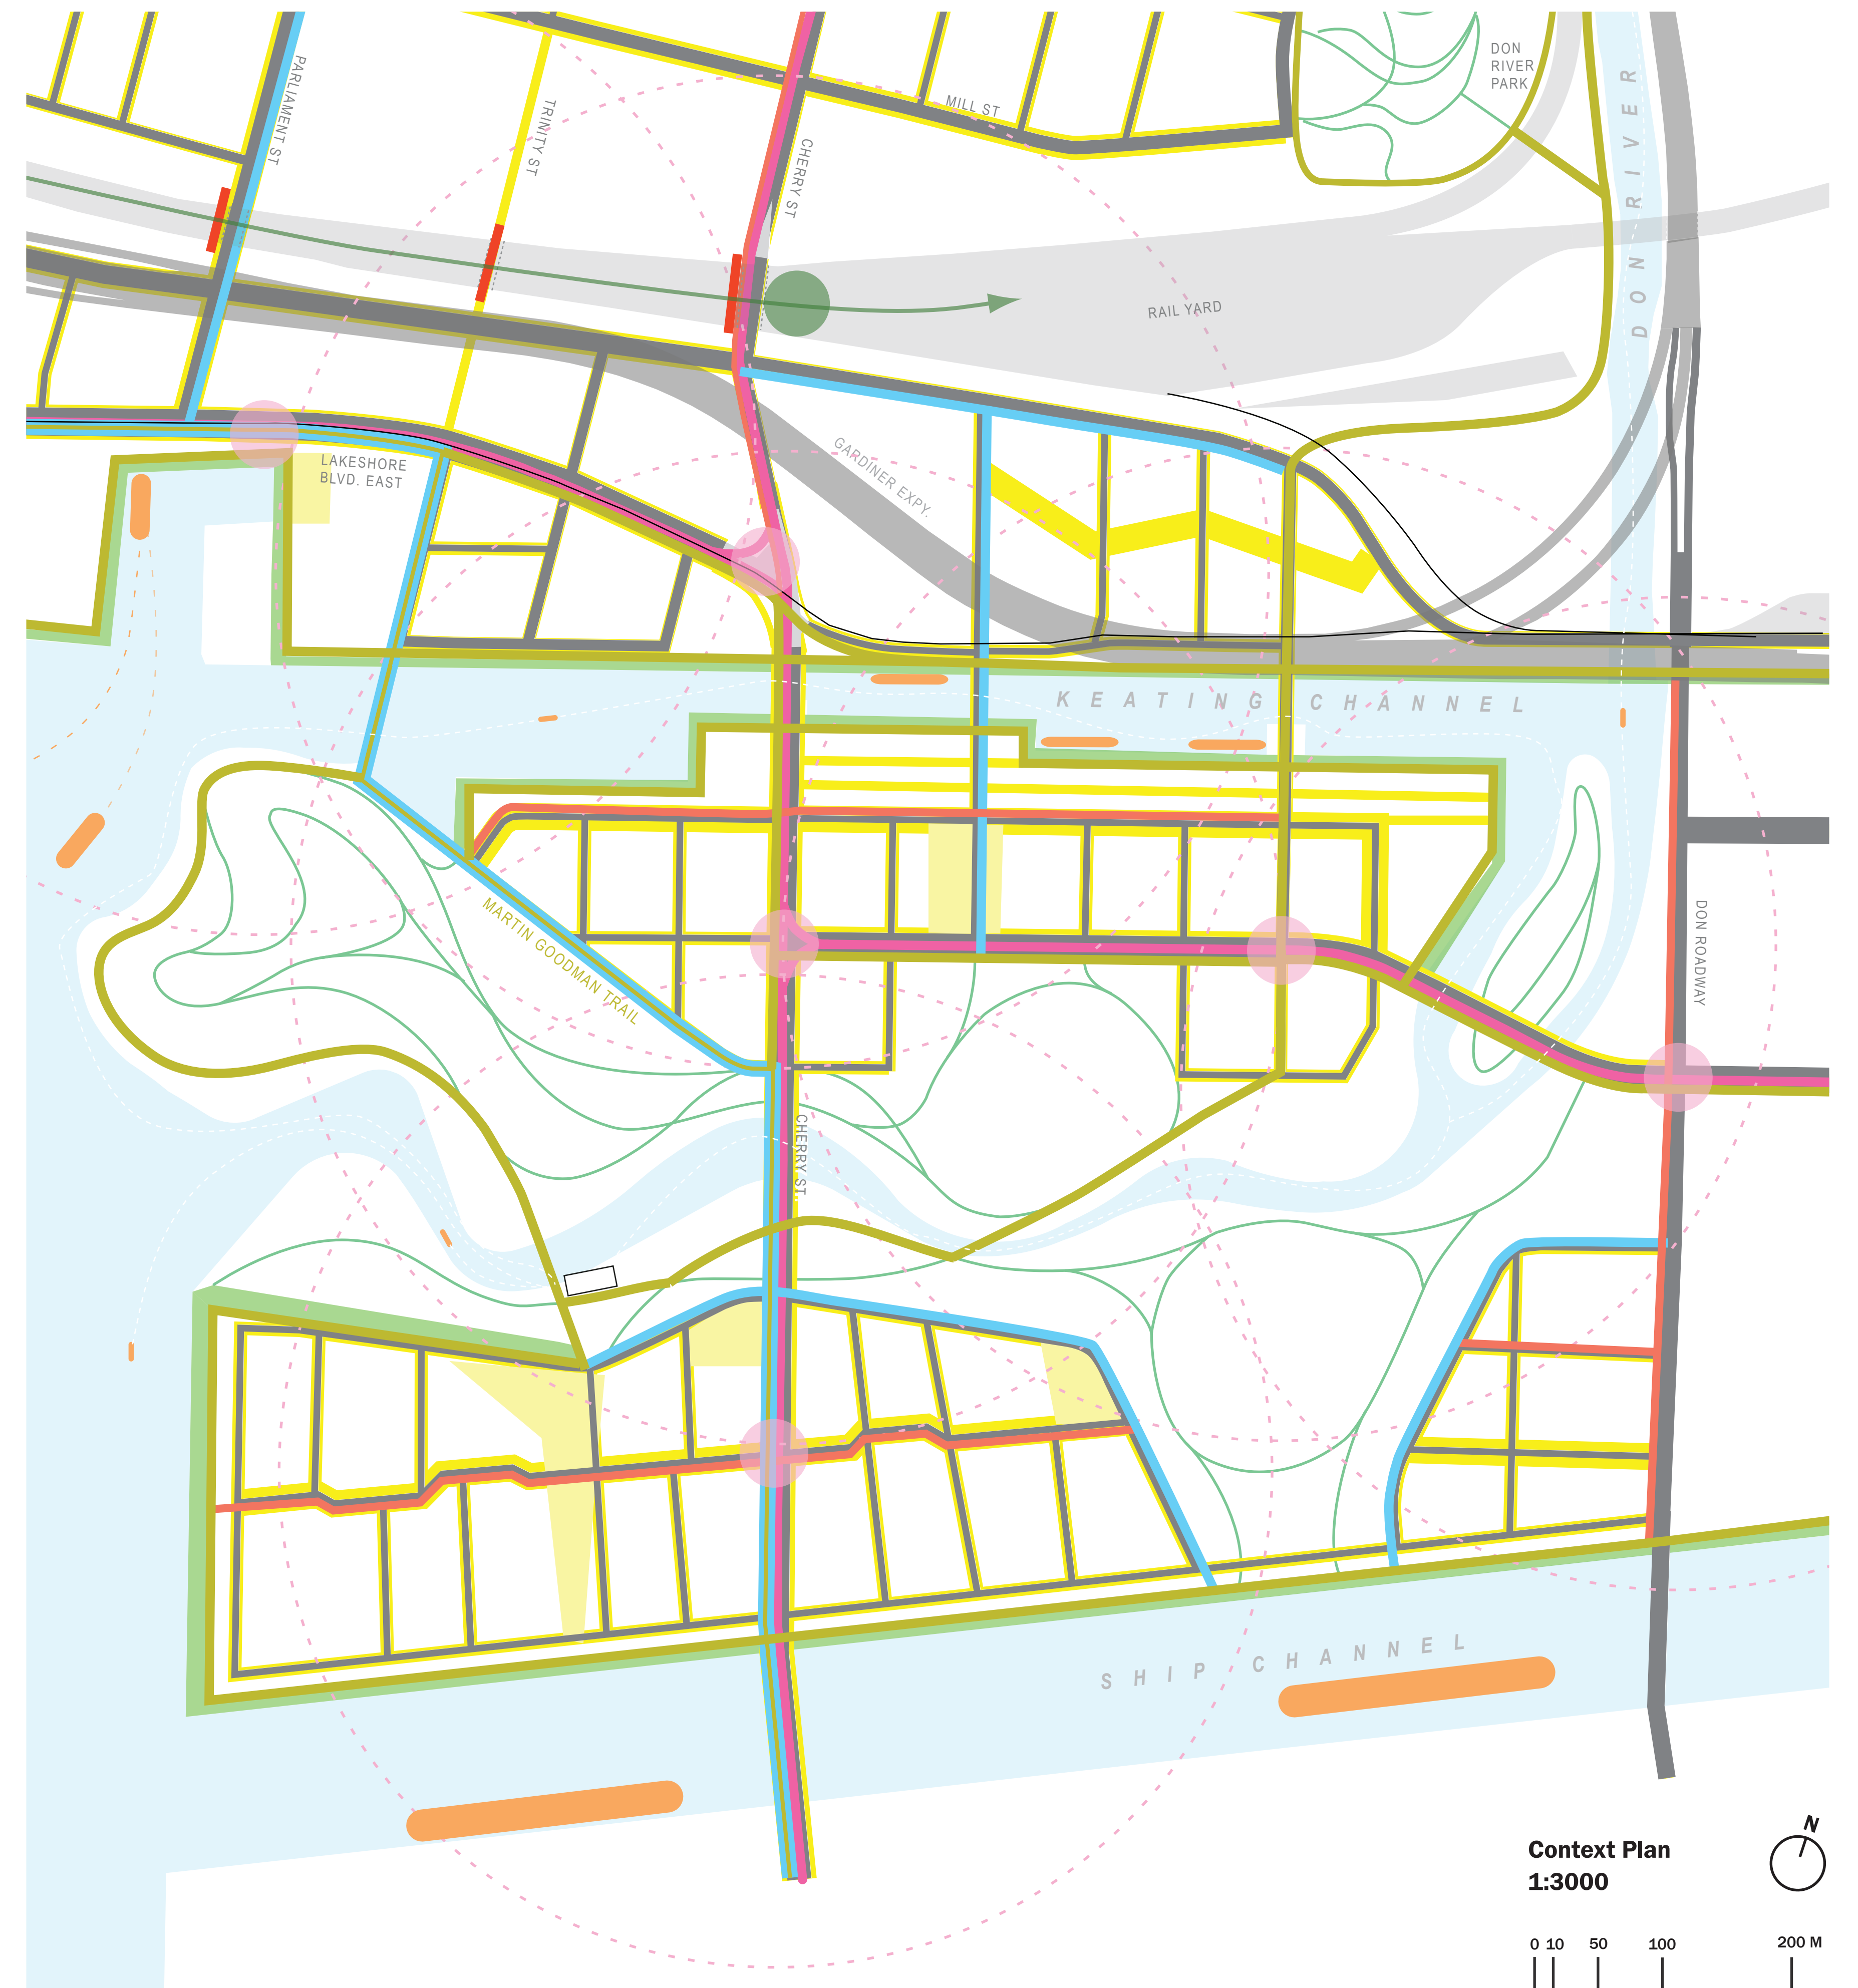 DON
RIVER
PARK
DON RIVER
PARLIAMENT ST
TRINITY ST
MILL ST
CHERRY ST
RAIL YARD
GARDINER EXPY.
LAKESHORE
BLVD. EAST
KEATING CHANNEL
MARTIN GOODMAN TRAIL
DON ROADWAY
CHERRY ST
SHIP CHANNEL
N
Context Plan
1:3000
0 10 50 100 200 M